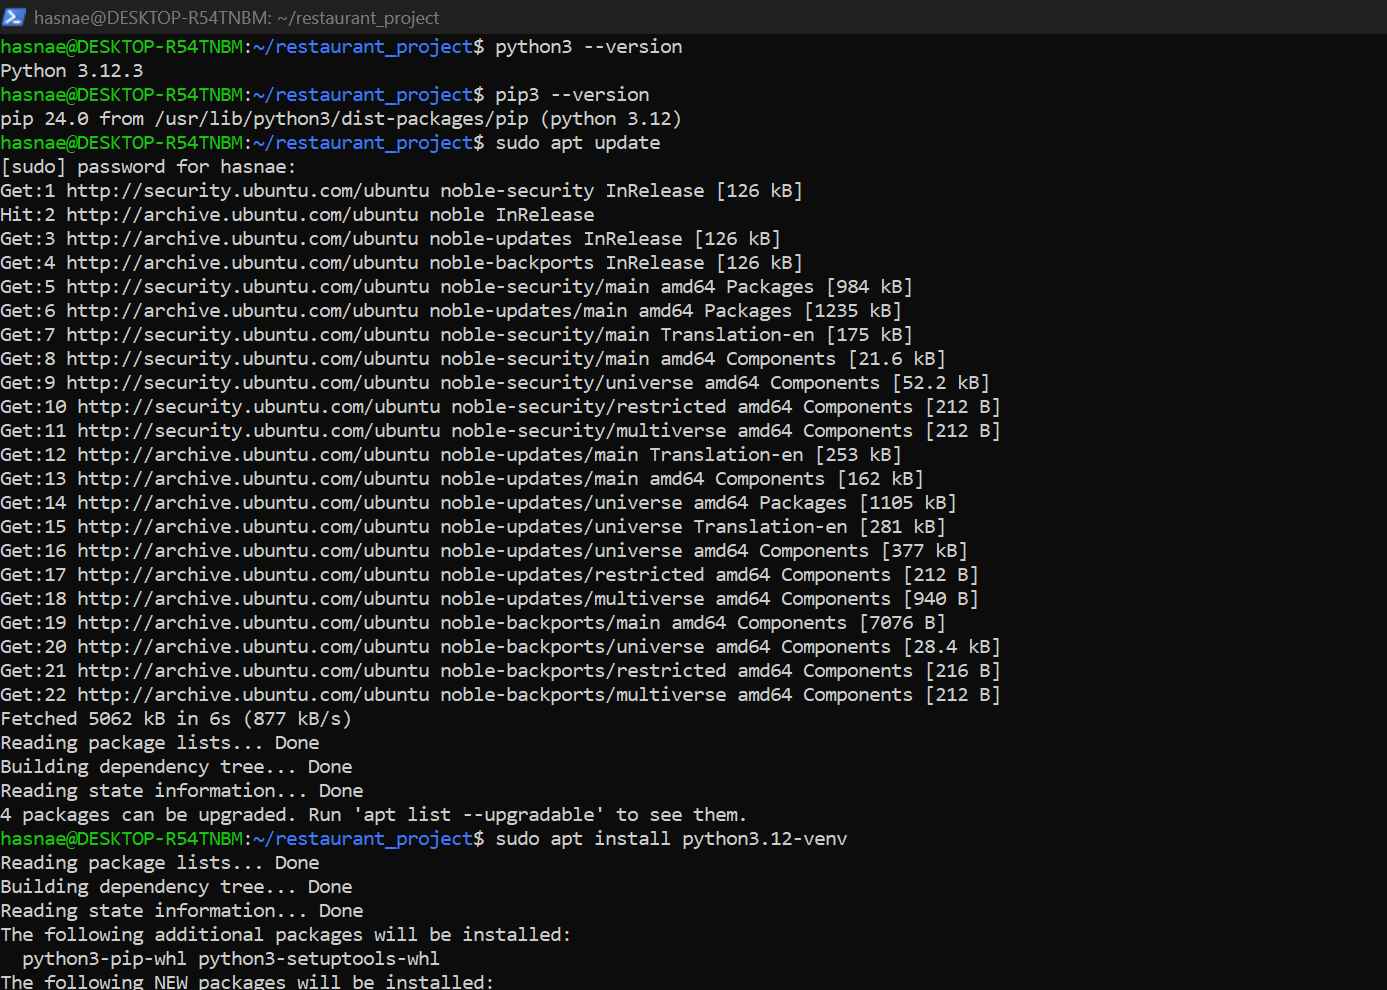 hasnae@DESKTOP-R54TNBM: ~/restaurant_project
hasnae@DESKTOP-R54TNBM:~/restaurant_project$ python3 --version
Python 3.12.3
hasnae@DESKTOP-R54TNBM:~/restaurant_project$ pip3 --version
pip 24.0 from /usr/lib/python3/dist-packages/pip (python 3.12)
hasnae@DESKTOP-R54TNBM:~/restaurant_project$ sudo apt update
[sudo] password for hasnae:
Get:1 http://security.ubuntu.com/ubuntu noble-security InRelease [126 kB]
Hit:2 http://archive.ubuntu.com/ubuntu noble InRelease
Get:3 http://archive.ubuntu.com/ubuntu noble-updates InRelease [126 kB]
Get:4 http://archive.ubuntu.com/ubuntu noble-backports InRelease [126 kB]
Get:5 http://security.ubuntu.com/ubuntu noble-security/main amd64 Packages [984 kB]
Get:6 http://archive.ubuntu.com/ubuntu noble-updates/main amd64 Packages [1235 kB]
Get:7 http://security.ubuntu.com/ubuntu noble-security/main Translation-en [175 kB]
Get:8 http://security.ubuntu.com/ubuntu noble-security/main amd64 Components [21.6 kB]
Get:9 http://security.ubuntu.com/ubuntu noble-security/universe amd64 Components [52.2 kB]
Get:10 http://security.ubuntu.com/ubuntu noble-security/restricted amd64 Components [212 B]
Get:11 http://security.ubuntu.com/ubuntu noble-security/multiverse amd64 Components [212 B]
Get:12 http://archive.ubuntu.com/ubuntu noble-updates/main Translation-en [253 kB]
Get:13 http://archive.ubuntu.com/ubuntu noble-updates/main amd64 Components [162 kB]
Get:14 http://archive.ubuntu.com/ubuntu noble-updates/universe amd64 Packages [1105 kB]
Get:15 http://archive.ubuntu.com/ubuntu noble-updates/universe Translation-en [281 kB]
Get:16 http://archive.ubuntu.com/ubuntu noble-updates/universe amd64 Components [377 kB]
Get:17 http://archive.ubuntu.com/ubuntu noble-updates/restricted amd64 Components [212 B]
Get:18 http://archive.ubuntu.com/ubuntu noble-updates/multiverse amd64 Components [940 B]
Get:19 http://archive.ubuntu.com/ubuntu noble-backports/main amd64 Components [7076 B]
Get:20 http://archive.ubuntu.com/ubuntu noble-backports/universe amd64 Components [28.4 kB]
Get:21 http://archive.ubuntu.com/ubuntu noble-backports/restricted amd64 Components [216 B]
Get:22 http://archive.ubuntu.com/ubuntu noble-backports/multiverse amd64 Components [212 B]
Fetched 5062 kB in 6s (877 kB/s)
Reading package lists... Done
Building dependency tree... Done
Reading state information... Done
4 packages can be upgraded. Run 'apt list --upgradable' to see them.
hasnae@DESKTOP-R54TNBM:~/restaurant_project$ sudo apt install python3.12-venv
Reading package lists... Done
Building dependency tree... Done
Reading state information... Done
The following additional packages will be installed:
  python3-pip-whl python3-setuptools-whl
The following NEW packages will be installed: